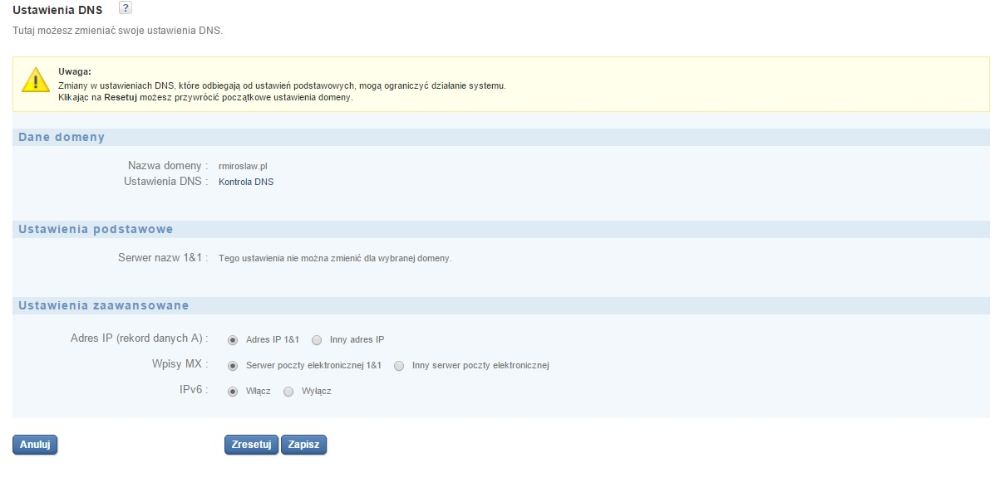 Ustawienia DNS ?
Tutaj możesz zmieniać swoje ustawienia DNS.
Uwaga:
Zmiany w ustawieniach DNS, które odbiegają od ustawień podstawowych, mogą ograniczyć działanie systemu.
Klikając na Resetuj możesz przywrócić początkowe ustawienia domeny.
Dane domeny
Nazwa domeny : rmiroslaw.pl
Ustawienia DNS : Kontrola DNS
Ustawienia podstawowe
Serwer nazw 1&1 : Tego ustawienia nie można zmienić dla wybranej domeny.
Ustawienia zaawansowane
Adres IP (rekord danych A) : Adres IP 1&1 Inny adres IP
Wpisy MX : Serwer poczty elektronicznej 1&1 Inny serwer poczty elektronicznej
IPv6 : Włącz Wyłącz
Anuluj Zresetuj Zapisz